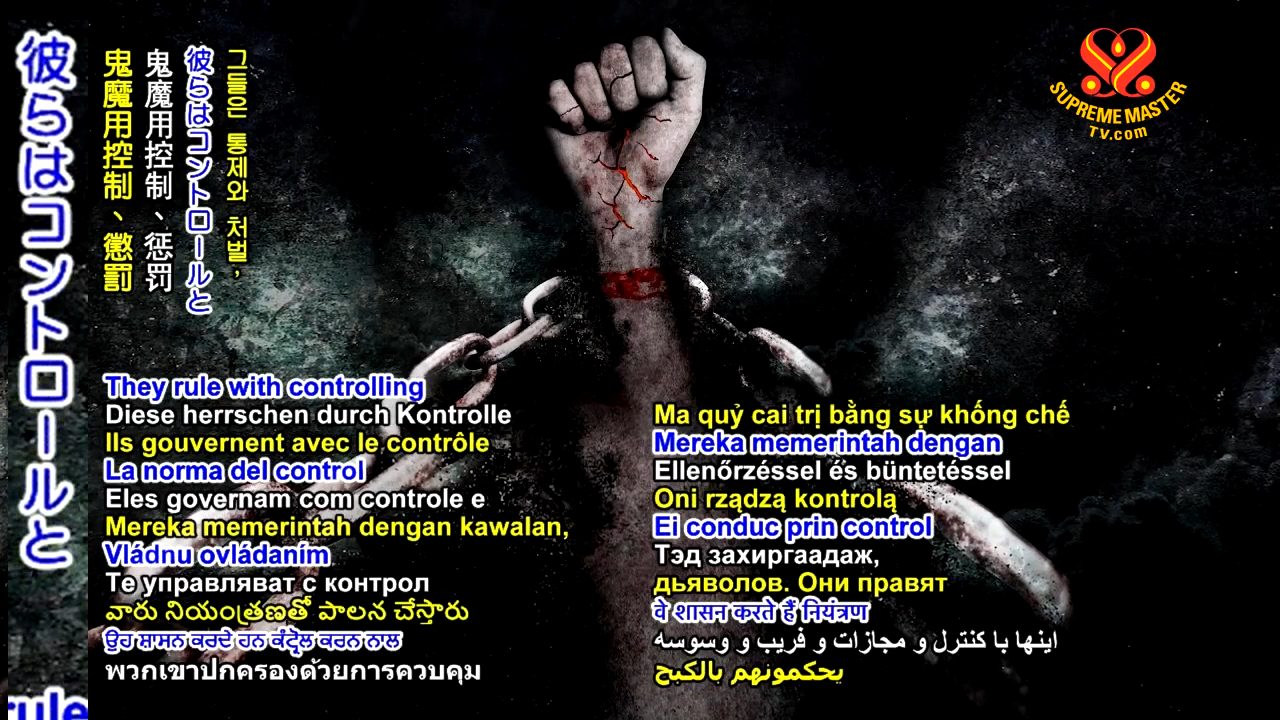 彼らはコントロールと
rule
鬼魔用控制、懲罰
鬼魔用控制、惩罚
彼らはコントロールと
그들은 통제와 처벌,
SUPREME MASTER
TV.com
They rule with controlling
Diese herrschen durch Kontrolle
Ils gouvernent avec le contrôle
La norma del control
Eles governam com controle e
Mereka memerintah dengan kawalan,
Vládnu ovládaním
Те управляват с контрол
వారు నియంత్రణతో పాలన చేస్తారు
ਉਹ ਸ਼ਾਸਨ ਕਰਦੇ ਹਨ ਕੰਟ੍ਰੋਲ ਕਰਨ ਨਾਲ
พวกเขาปกครองด้วยการควบคุม
Ma quỷ cai trị bằng sự khống chế
Mereka memerintah dengan
Ellenőrzéssel és büntetéssel
Oni rządzą kontrolą
Ei conduc prin control
Тэд захиргаадаж,
дьяволов. Они правят
वे शासन करते हैं नियंत्रण
اینها با کنترل و مجازات و فریب و وسوسه
يحكمونهم بالكبح